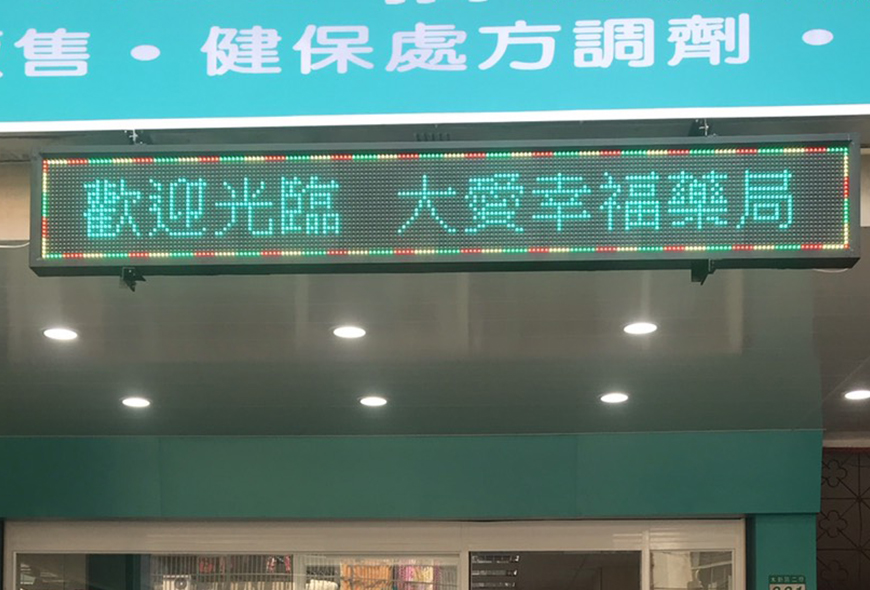 售・健保處方調劑・
歡迎光臨 大愛幸福藥局